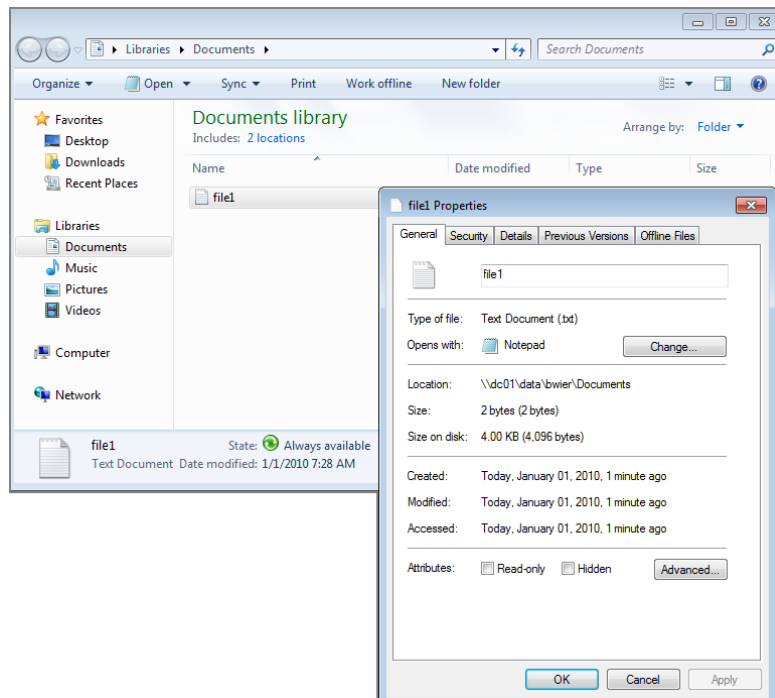 Libraries Documents
Search Documents
Organize Open Sync Print Work offline New folder
Favorites
Desktop
Downloads
Recent Places
Libraries
Documents
Music
Pictures
Videos
Computer
Network
Documents library
Includes: 2 locations
Arrange by: Folder
Name Date modified Type Size
file1
file1 State: Always available
Text Document Date modified: 1/1/2010 7:28 AM
file1 Properties
General Security Details Previous Versions Offline Files
file1
Type of file: Text Document (.txt)
Opens with: Notepad Change...
Location: \\dc01\data\bwier\Documents
Size: 2 bytes (2 bytes)
Size on disk: 4.00 KB (4,096 bytes)
Created: Today, January 01, 2010, 1 minute ago
Modified: Today, January 01, 2010, 1 minute ago
Accessed: Today, January 01, 2010, 1 minute ago
Attributes: Read-only Hidden Advanced...
OK Cancel Apply